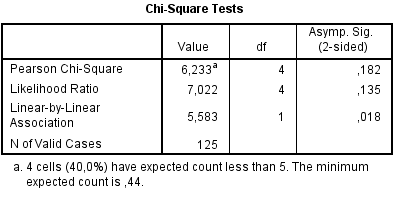 Chi-Square Tests
Value df Asymp. Sig. (2-sided)
Pearson Chi-Square 6,233a 4 ,182
Likelihood Ratio 7,022 4 ,135
Linear-by-Linear Association 5,583 1 ,018
N of Valid Cases 125
a. 4 cells (40,0%) have expected count less than 5. The minimum
expected count is ,44.